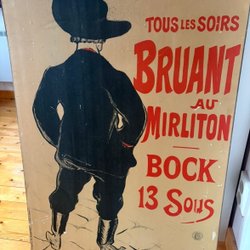 TOUS LES SOIRS
BRUANT
AU
MIRLITON
BOCK
13 SOUS